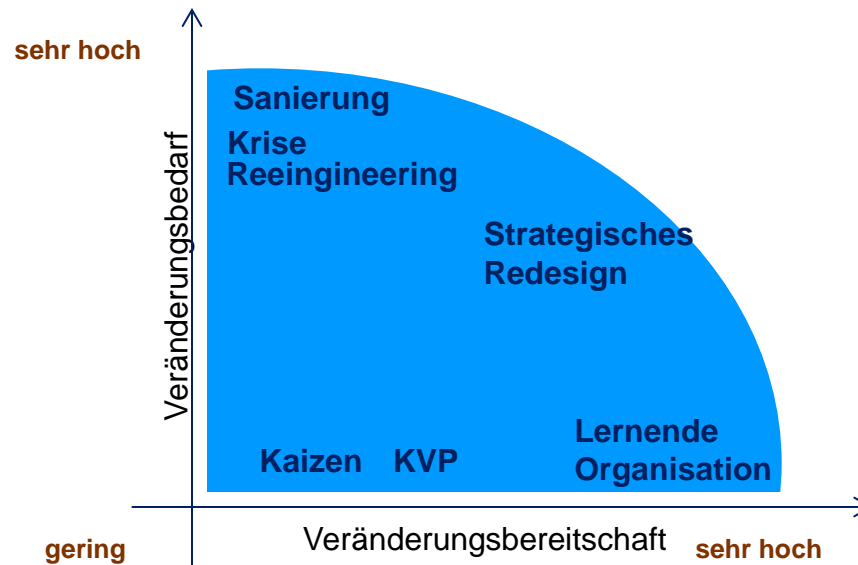 sehr hoch
Veränderungsbedarf
Sanierung
Krise
Reeingineering
Strategisches
Redesign
Kaizen KVP
Lernende
Organisation
gering
Veränderungsbereitschaft
sehr hoch